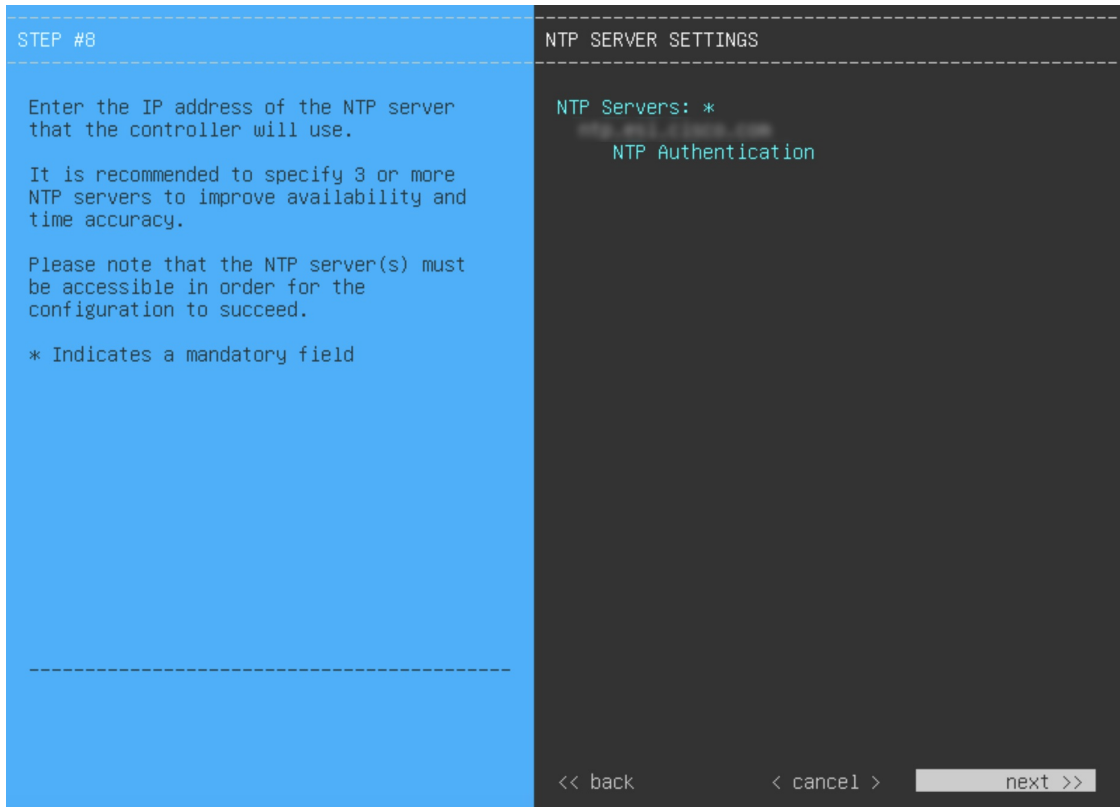 STEP #8
Enter the IP address of the NTP server
that the controller will use.
It is recommended to specify 3 or more
NTP servers to improve availability and
time accuracy.
Please note that the NTP server(s) must
be accessible in order for the
configuration to succeed.
* Indicates a mandatory field
NTP SERVER SETTINGS
NTP Servers: *
NTP Authentication
<< back < cancel > next >>